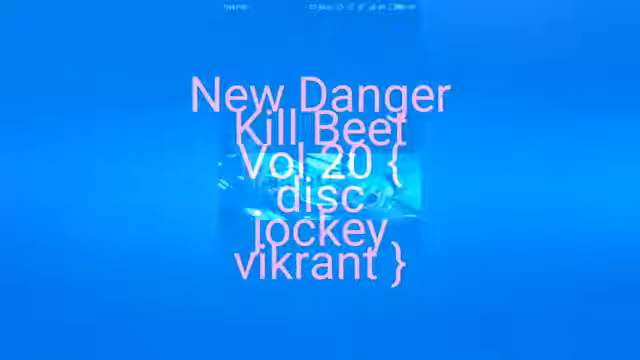 New Danger
Kill Beet
Vol 20 {
disc
jockey
vikrant }